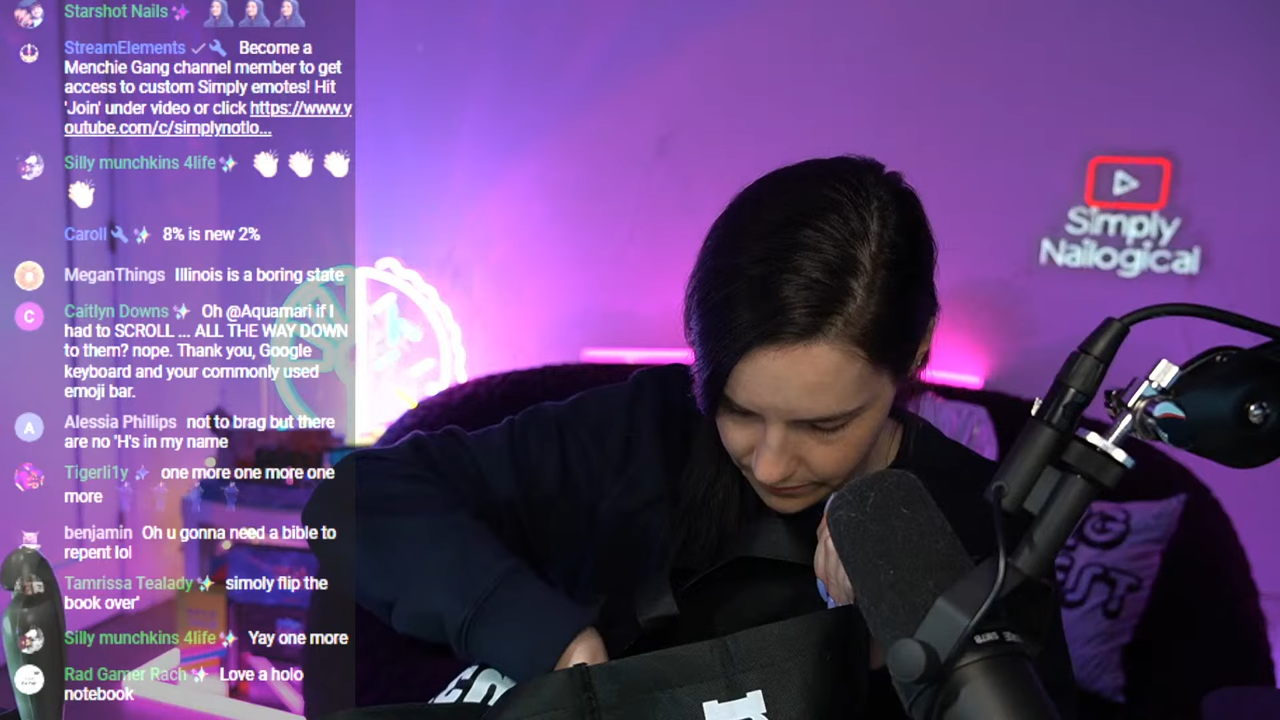 Starshot Nails
StreamElements Become a
Menchie Gang channel member to get
access to custom Simply emotes! Hit
'Join' under video or click https://www.y
outube.com/c/simplynotlo...
Silly munchkins 4life
Caroll 8% is new 2%
MeganThings Illinois is a boring state
Caitlyn Downs Oh @Aquamari if I
had to SCROLL ... ALL THE WAY DOWN
to them? nope. Thank you, Google
keyboard and your commonly used
emoji bar.
Alessia Phillips not to brag but there
are no 'H's in my name
Tigerli1y one more one more one
more
benjamin Oh u gonna need a bible to
repent lol
Tamrissa Tealady simoly flip the
book over'
Silly munchkins 4life Yay one more
Rad Gamer Rach Love a holo
notebook
C
A
Simply
Nailogical